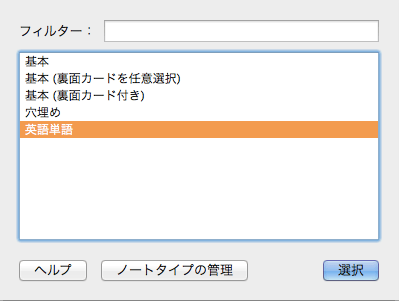 フィルター：
基本
基本 (裏面カードを任意選択)
基本 (裏面カード付き)
穴埋め
英語単語
ヘルプ
ノートタイプの管理
選択